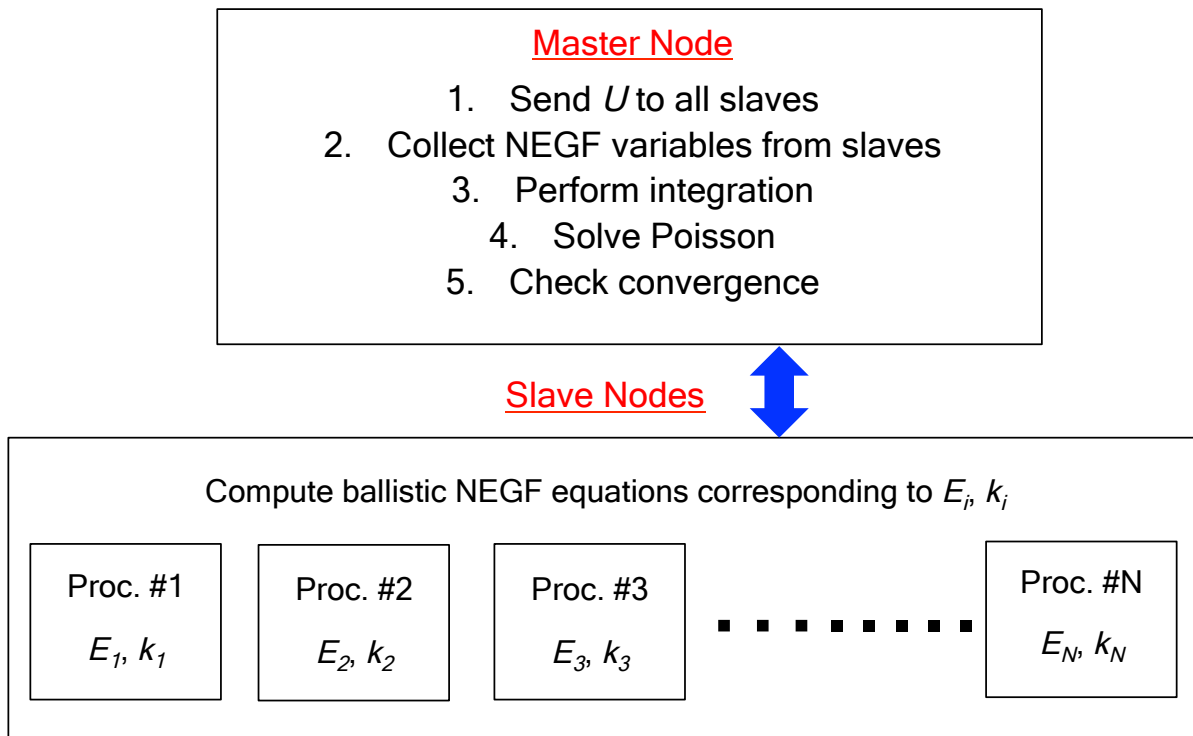 Master Node
1. Send U to all slaves
2. Collect NEGF variables from slaves
3. Perform integration
4. Solve Poisson
5. Check convergence
Slave Nodes
Compute ballistic NEGF equations corresponding to Eᵢ, kᵢ
Proc. #1
E₁, k₁
Proc. #2
E₂, k₂
Proc. #3
E₃, k₃
Proc. #N
E_N, k_N